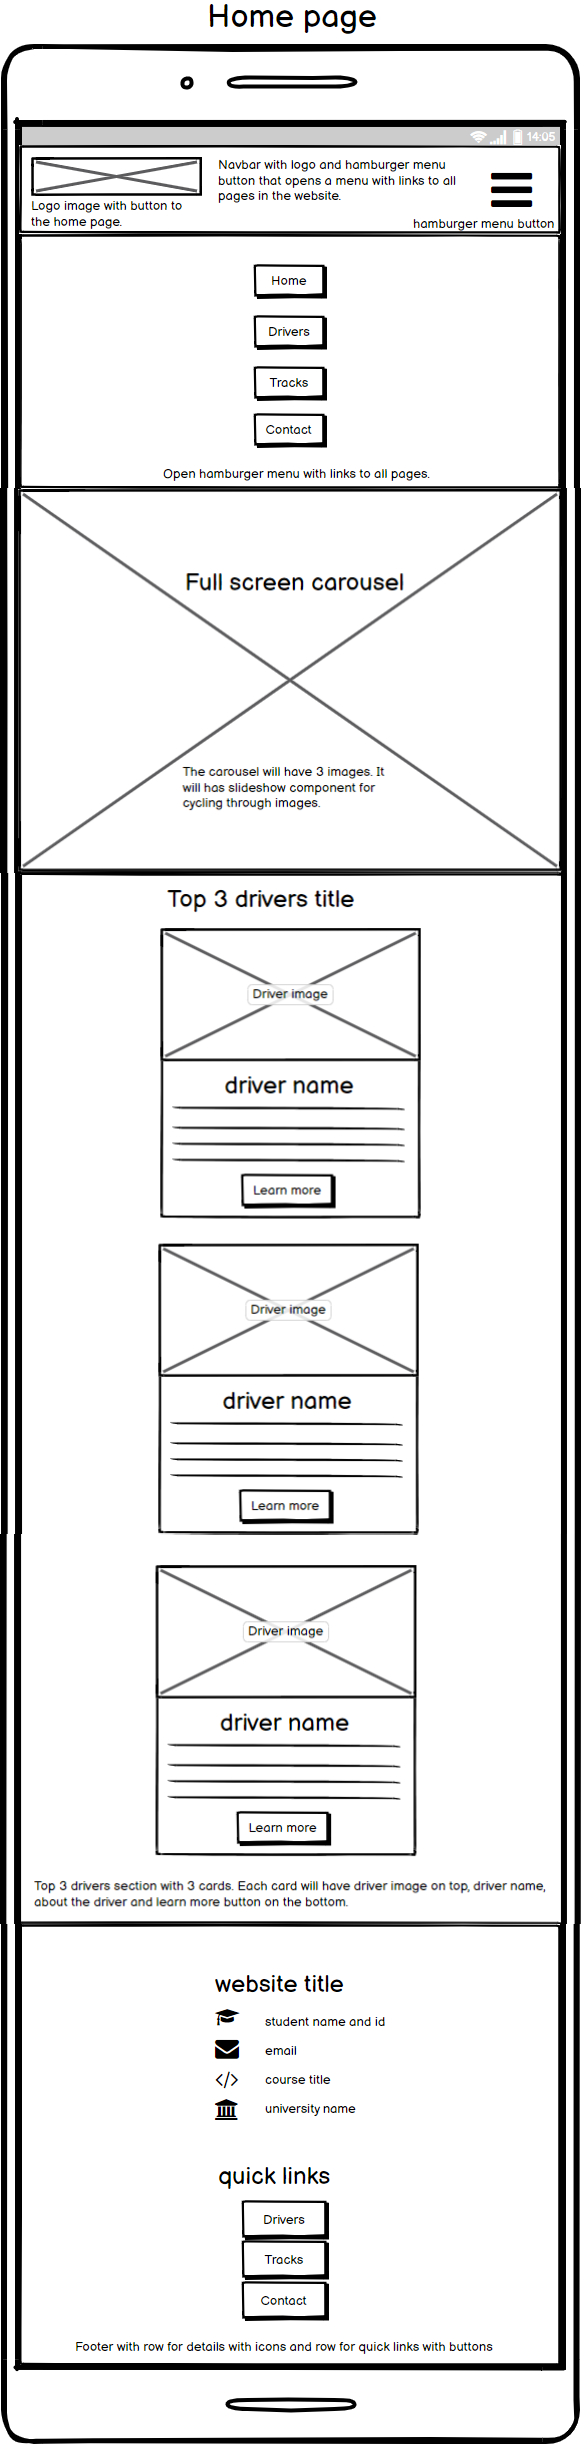 Home page
14:05
Navbar with logo and hamburger menu
button that opens a menu with links to all
pages in the website.
Logo image with button to
the home page.
hamburger menu button
Home
Drivers
Tracks
Contact
Open hamburger menu with links to all pages.
Full screen carousel
The carousel will have 3 images. It
will has slideshow component for
cycling through images.
Top 3 drivers title
Driver image
driver name
Learn more
Driver image
driver name
Learn more
Driver image
driver name
Learn more
Top 3 drivers section with 3 cards. Each card will have driver image on top, driver name,
about the driver and learn more button on the bottom.
website title
student name and id
email
</> course title
university name
quick links
Drivers
Tracks
Contact
Footer with row for details with icons and row for quick links with buttons